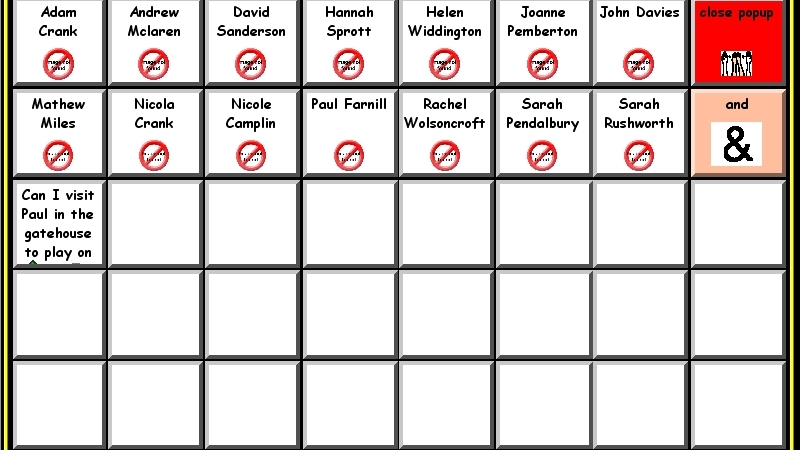 Adam
Crank
Andrew
Mclaren
David
Sanderson
Hannah
Sprott
Helen
Widdington
Joanne
Pemberton
John Davies
close popup
Mathew
Miles
Nicola
Crank
Nicole
Camplin
Paul Farnill
Rachel
Wolsoncroft
Sarah
Pendalbury
Sarah
Rushworth
and
&
Can I visit
Paul in the
gatehouse
to play on